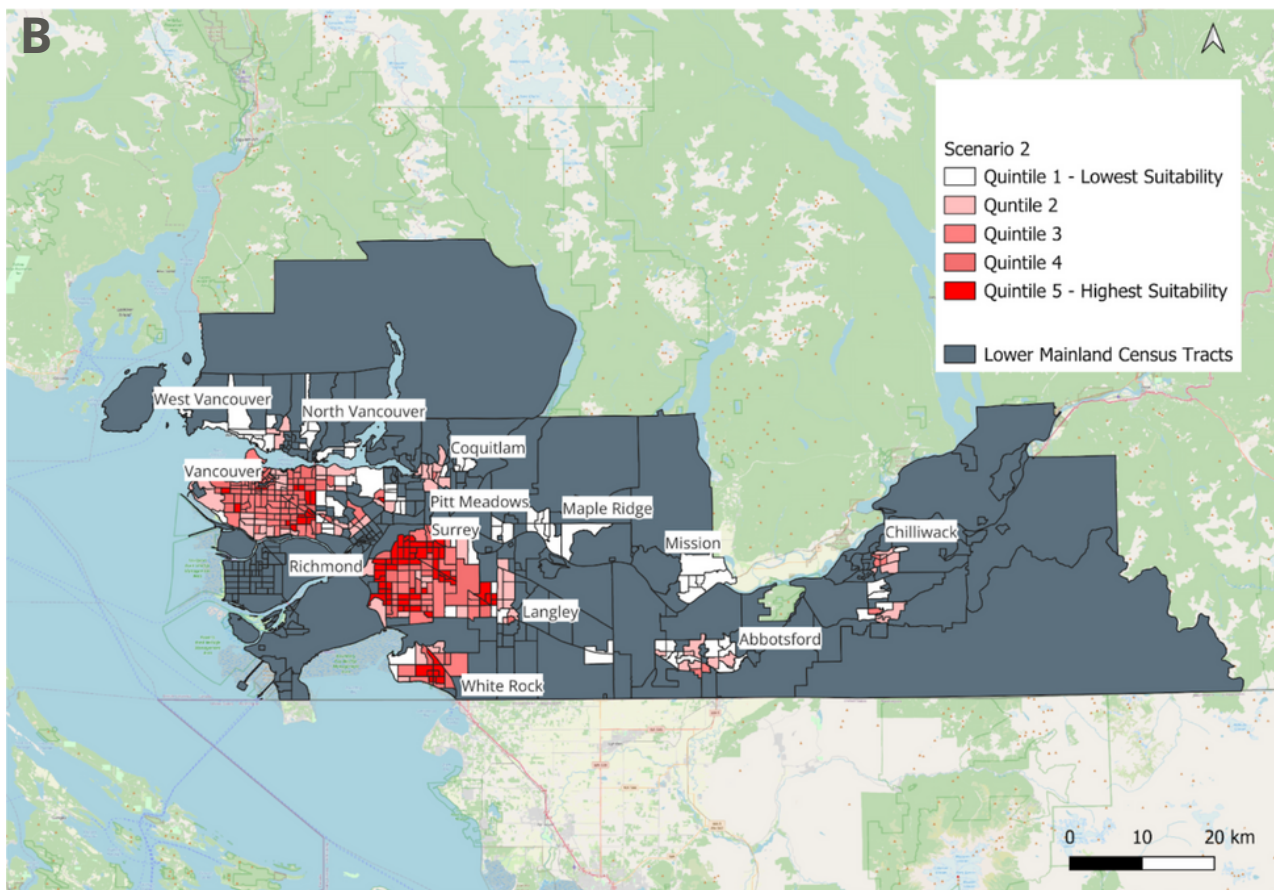 B
Scenario 2
Quintile 1 - Lowest Suitability
Quntile 2
Quintile 3
Quintile 4
Quintile 5 - Highest Suitability
Lower Mainland Census Tracts
West Vancouver
North Vancouver
Coquitlam
Vancouver
Pitt Meadows
Maple Ridge
Surrey
Chilliwack
Mission
Richmond
Langley
Abbotsford
White Rock
0 10 20 km